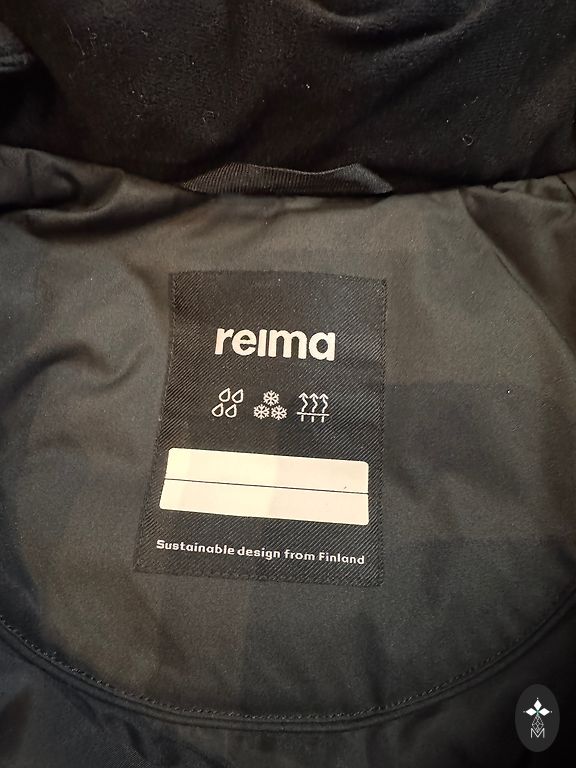 reima
Sustainable design from Finland
M